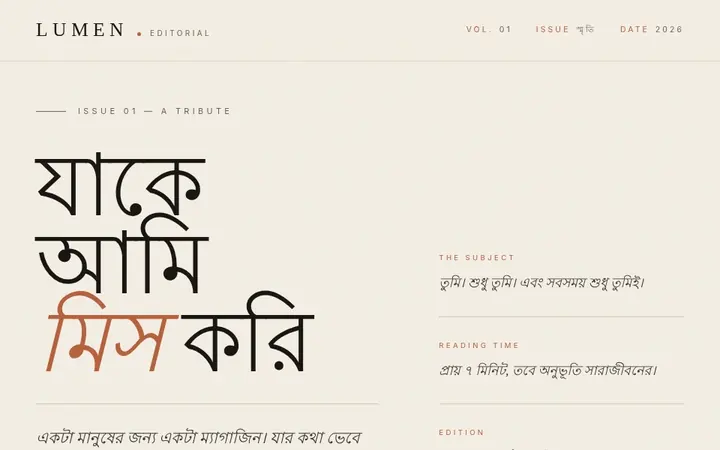 LUMEN • EDITORIAL
VOL. 01 ISSUE স্মৃতি DATE 2026
ISSUE 01 — A TRIBUTE
যাকে
আমি
মিস করি
THE SUBJECT
তুমি। শুধু তুমি। এবং সবসময় শুধু তুমিই।
READING TIME
প্রায় ৭ মিনিট, তবে অনুভূতি সারাজীবনের।
EDITION
একটা মানুষের জন্য একটা ম্যাগাজিন। যার কথা ভেবে